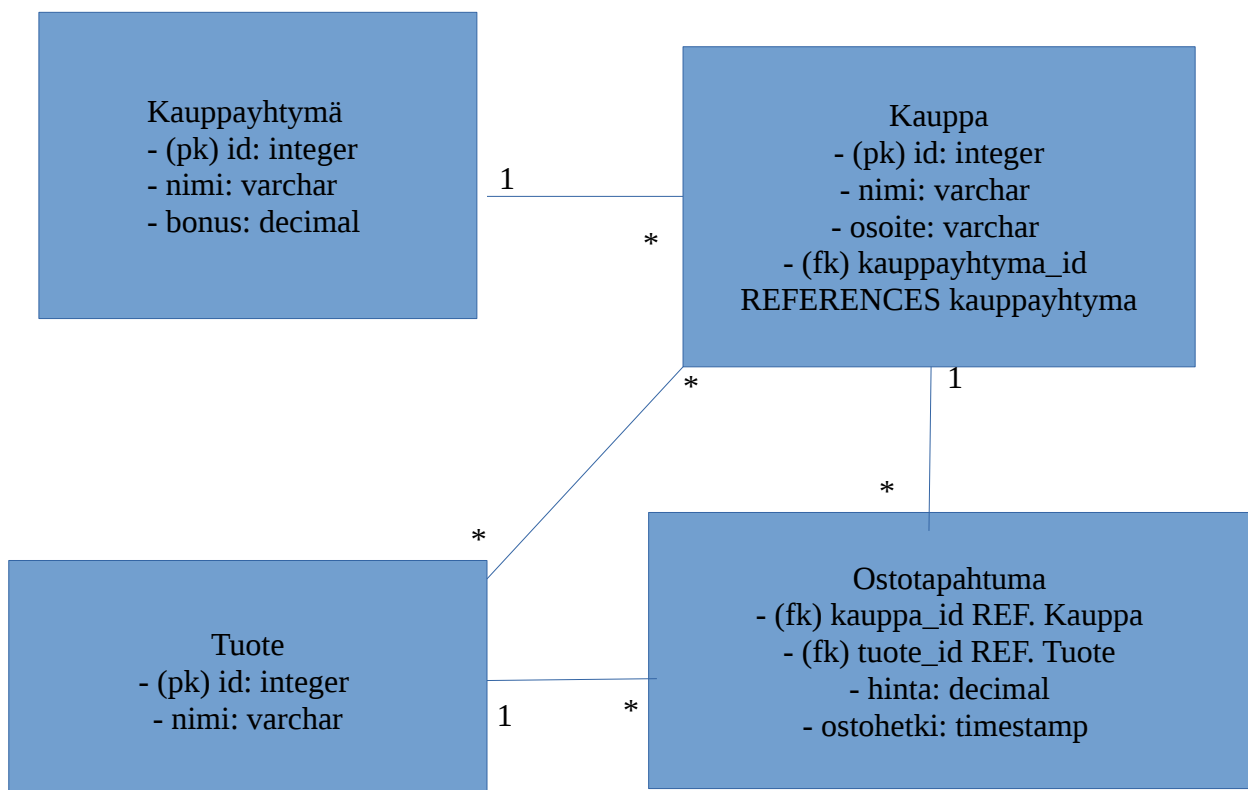 Kauppayhtymä
- (pk) id: integer
- nimi: varchar
- bonus: decimal
1
*
Kauppa
- (pk) id: integer
- nimi: varchar
- osoite: varchar
- (fk) kauppayhtyma_id
REFERENCES kauppayhtyma
*
1
*
*
Tuote
- (pk) id: integer
- nimi: varchar
1
*
Ostotapahtuma
- (fk) kauppa_id REF. Kauppa
- (fk) tuote_id REF. Tuote
- hinta: decimal
- ostohetki: timestamp